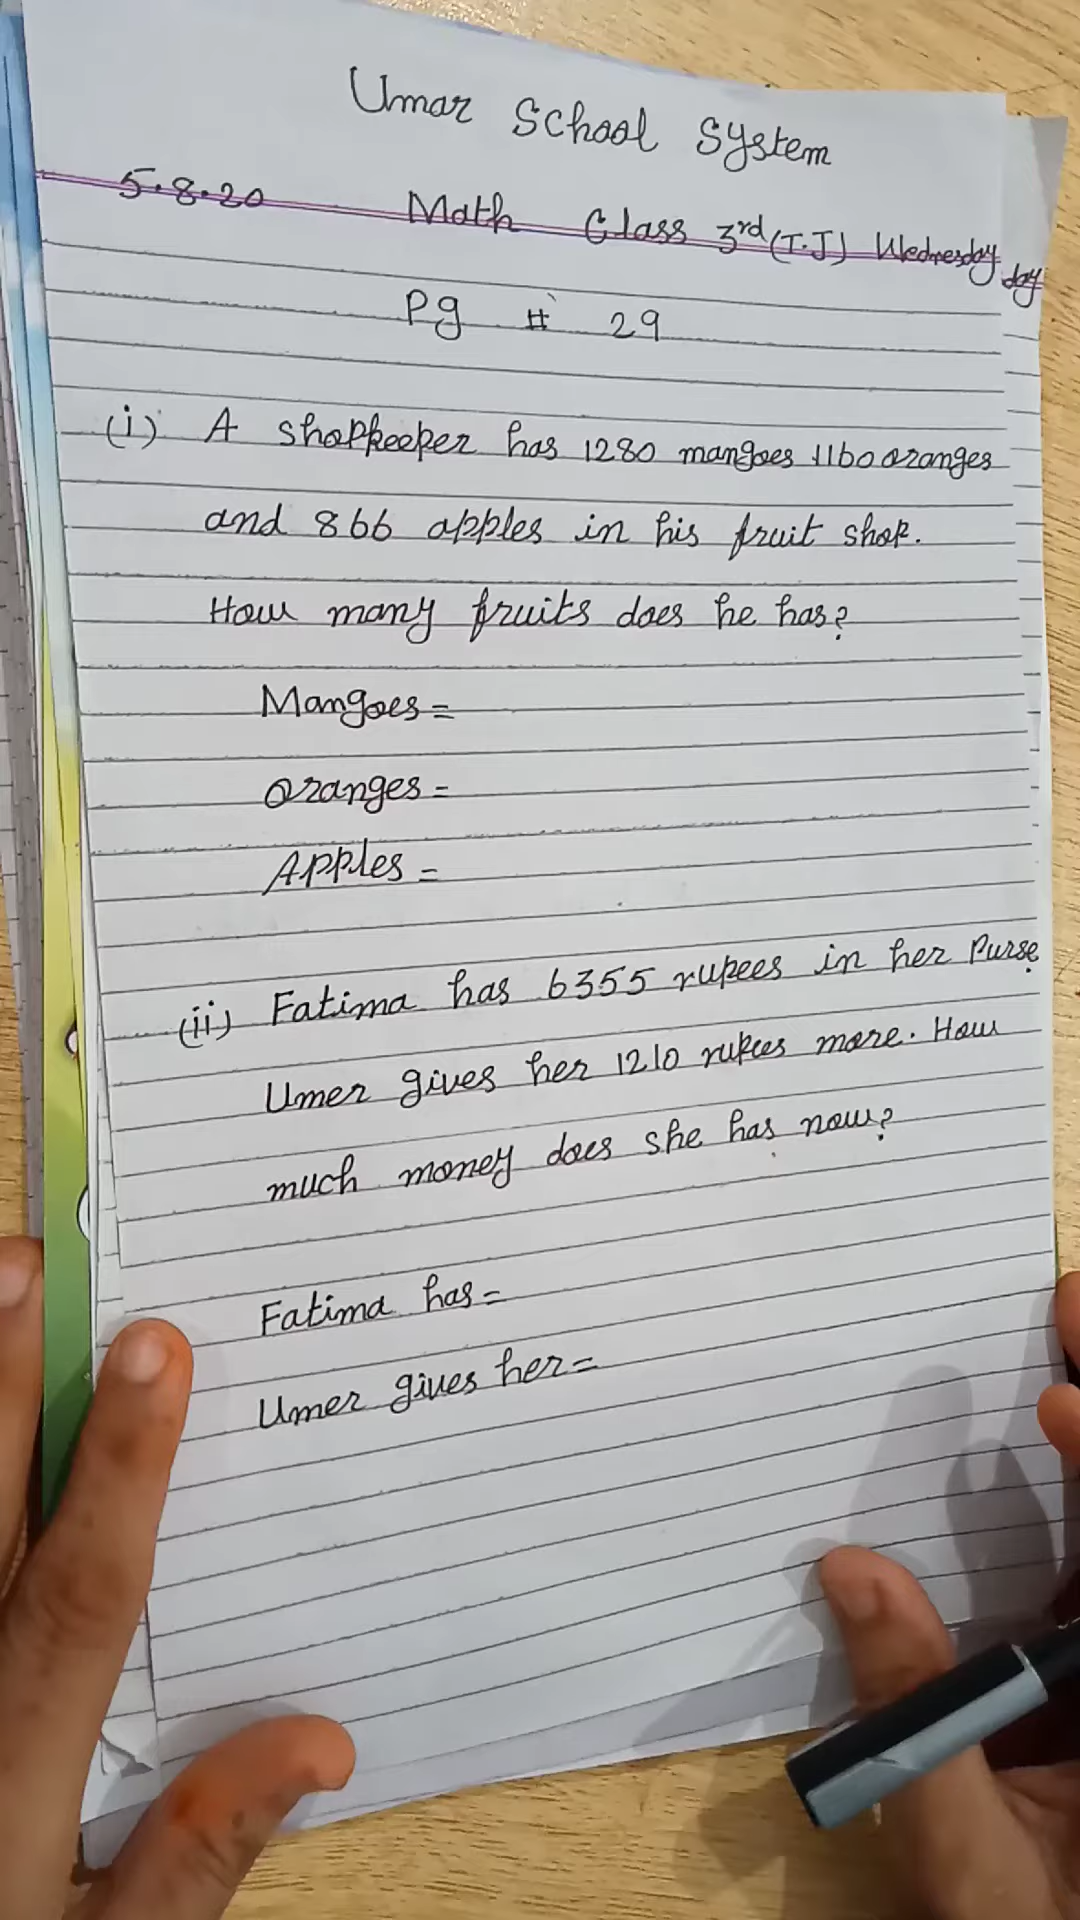 Umar School System
5.8.20 Math Class 3rd (T.J) Wednesday day
Pg # 29
(i) A shopkeeper has 1280 mangoes 1160 oranges
and 866 apples in his fruit shop.
How many fruits does he has?
Mangoes =
oranges =
Apples =
(ii) Fatima has 6355 rupees in her Purse
Umer gives her 1210 rupees more. How
much money does she has now?
Fatima has =
Umer gives her =